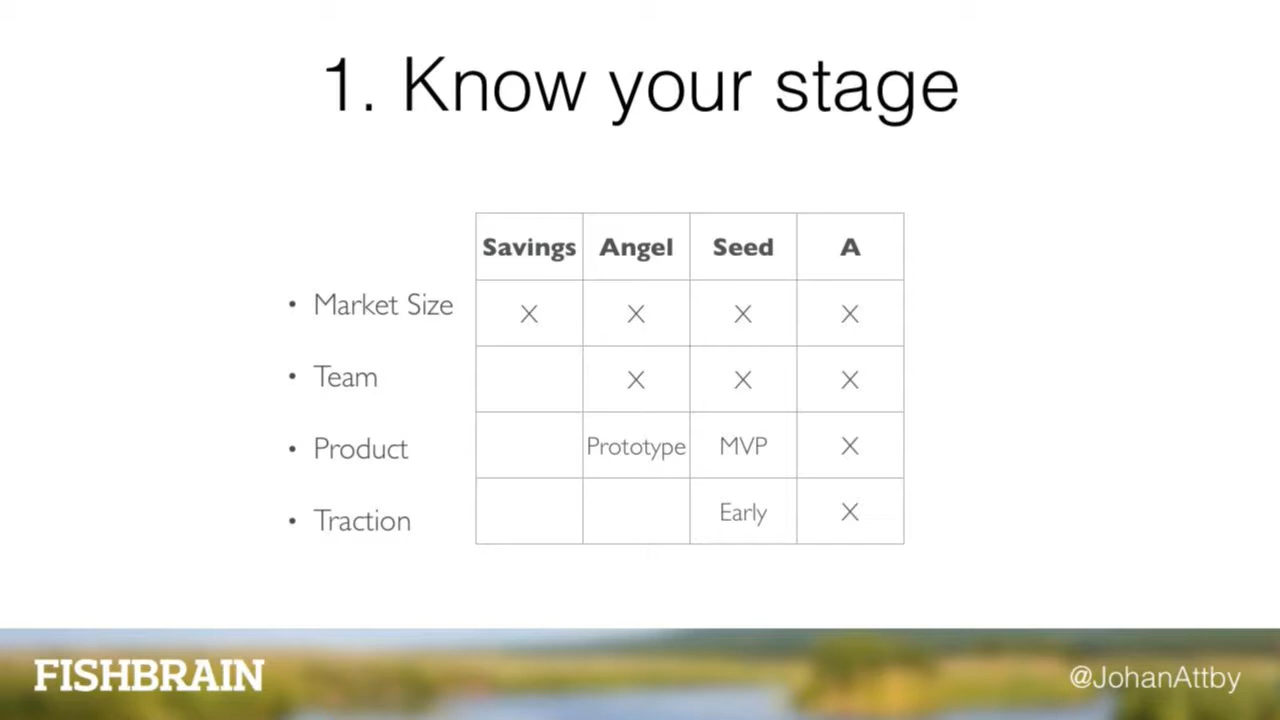 1. Know your stage
Savings Angel Seed A
• Market Size X X X X
• Team X X X
• Product Prototype MVP X
• Traction Early X
FISHBRAIN
@JohanAttby